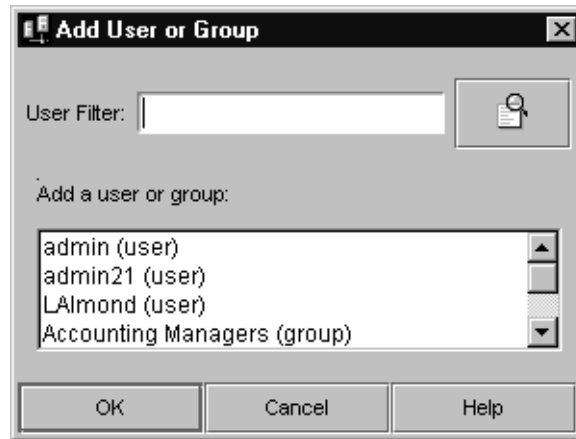 Add User or Group
User Filter:
Add a user or group:
admin (user)
admin21 (user)
LAlmond (user)
Accounting Managers (group)
OK
Cancel
Help